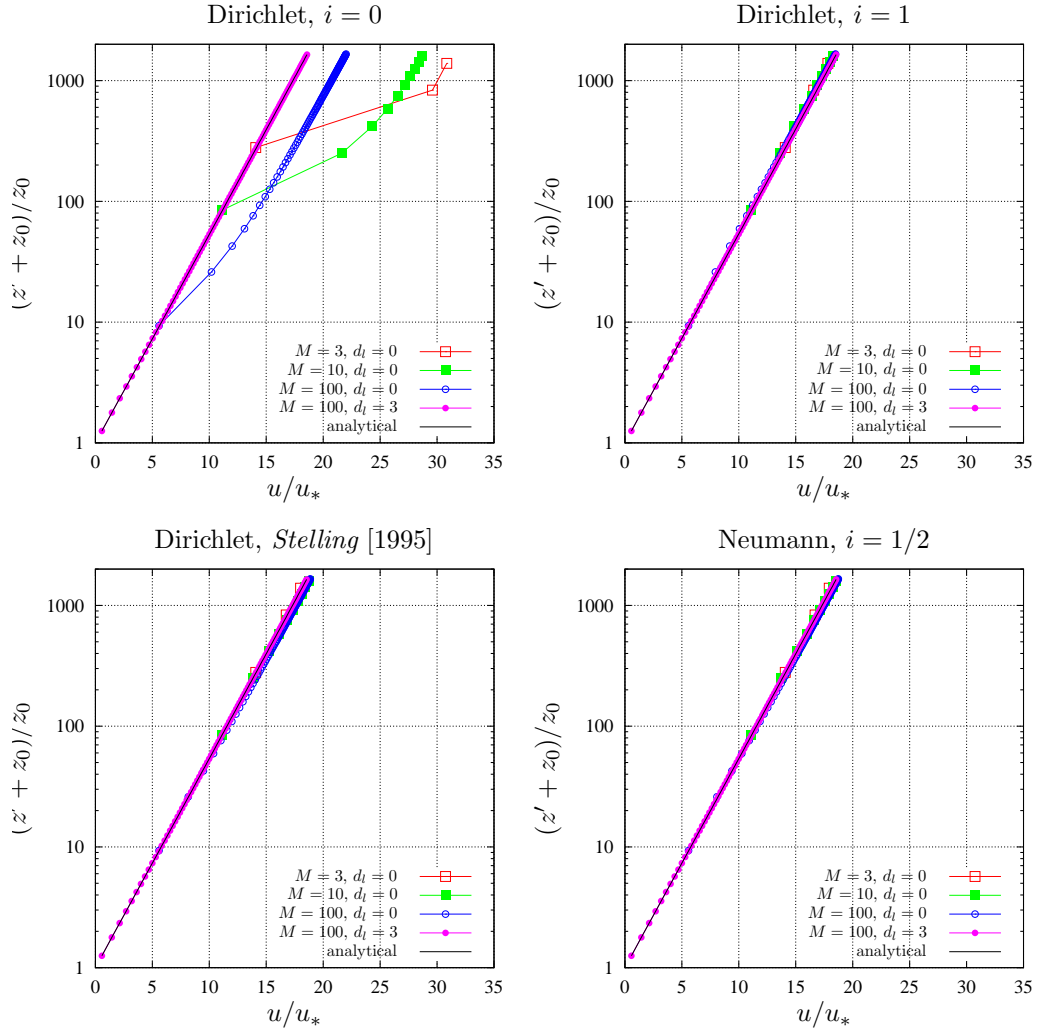 Dirichlet, i = 0
(z′ + z₀)/z₀
1000
100
10
1
M = 3, dₗ = 0
M = 10, dₗ = 0
M = 100, dₗ = 0
M = 100, dₗ = 3
analytical
0 5 10 15 20 25 30 35
u/u∗
Dirichlet, i = 1
(z′ + z₀)/z₀
1000
100
10
1
M = 3, dₗ = 0
M = 10, dₗ = 0
M = 100, dₗ = 0
M = 100, dₗ = 3
analytical
0 5 10 15 20 25 30 35
u/u∗
Dirichlet, Stelling [1995]
(z′ + z₀)/z₀
1000
100
10
1
M = 3, dₗ = 0
M = 10, dₗ = 0
M = 100, dₗ = 0
M = 100, dₗ = 3
analytical
0 5 10 15 20 25 30 35
u/u∗
Neumann, i = 1/2
(z′ + z₀)/z₀
1000
100
10
1
M = 3, dₗ = 0
M = 10, dₗ = 0
M = 100, dₗ = 0
M = 100, dₗ = 3
analytical
0 5 10 15 20 25 30 35
u/u∗